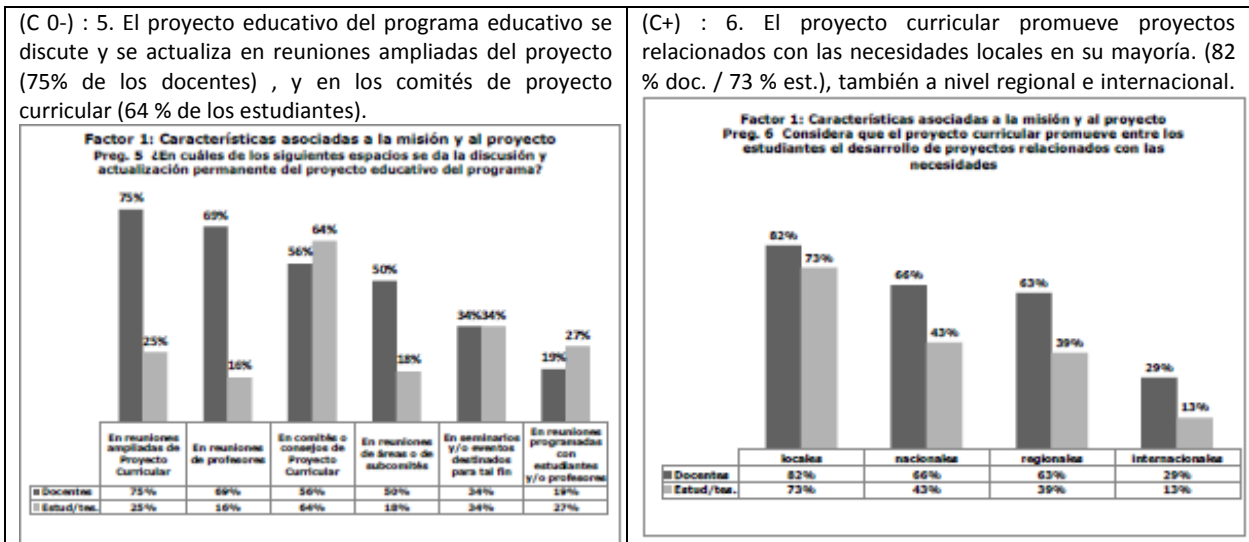 (C 0-) : 5. El proyecto educativo del programa educativo se
discute y se actualiza en reuniones ampliadas del proyecto
(75% de los docentes) , y en los comités de proyecto
curricular (64 % de los estudiantes).
Factor 1: Características asociadas a la misión y al proyecto
Preg. 5 ¿En cuáles de los siguientes espacios se da la discusión y
actualización permanente del proyecto educativo del programa?
75%
69%
64%
56%
50%
34%34%
25%
27%
16%
18%
19%
En reuniones ampliadas de Proyecto Curricular
En reuniones de profesores
En comités o consejos de Proyecto Curricular
En reuniones de áreas o de subcomités
En seminarios y/o eventos destinados para tal fin
En reuniones programadas con estudiantes y/o profesores
Docentes 75% 69% 56% 50% 34% 19%
Estud/tes. 25% 16% 64% 18% 34% 27%
(C+) : 6. El proyecto curricular promueve proyectos
relacionados con las necesidades locales en su mayoría. (82
% doc. / 73 % est.), también a nivel regional e internacional.
Factor 1: Características asociadas a la misión y al proyecto
Preg. 6 Considera que el proyecto curricular promueve entre los
estudiantes el desarrollo de proyectos relacionados con las
necesidades
82%
73%
66%
63%
43%
39%
29%
13%
locales nacionales regionales internacionales
Docentes 82% 66% 63% 29%
Estud/tes. 73% 43% 39% 13%